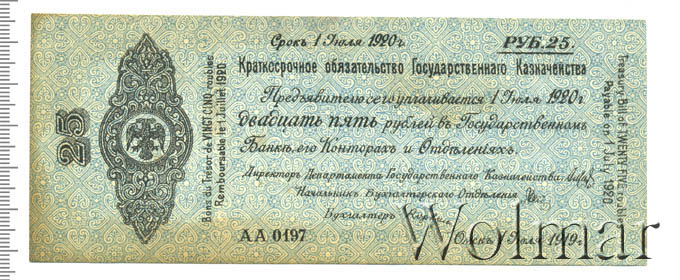 Срокъ 1 Іюля 1920 г.
РУБ. 25.
Краткосрочное обязательство Государственнаго Казначейства
Предъявителю сего уплачивается 1 Іюля 1920 г.
двадцать пять рублей въ Государственномъ
Банкѣ, его Конторахъ и Отдѣленіяхъ.
Директоръ Департамента Государственнаго Казначейства
Начальникъ Бухгалтерскаго Отдѣленія
Бухгалтеръ
АА.0197
Омскъ, 1 Іюля 1919 г.
25
Bons du Trésor de VINGT CINQ roubles
Remboursable le 1 Juillet 1920
Treasury Bill of TWENTY FIVE roubles
Payable on 1 July 1920
Wolmar